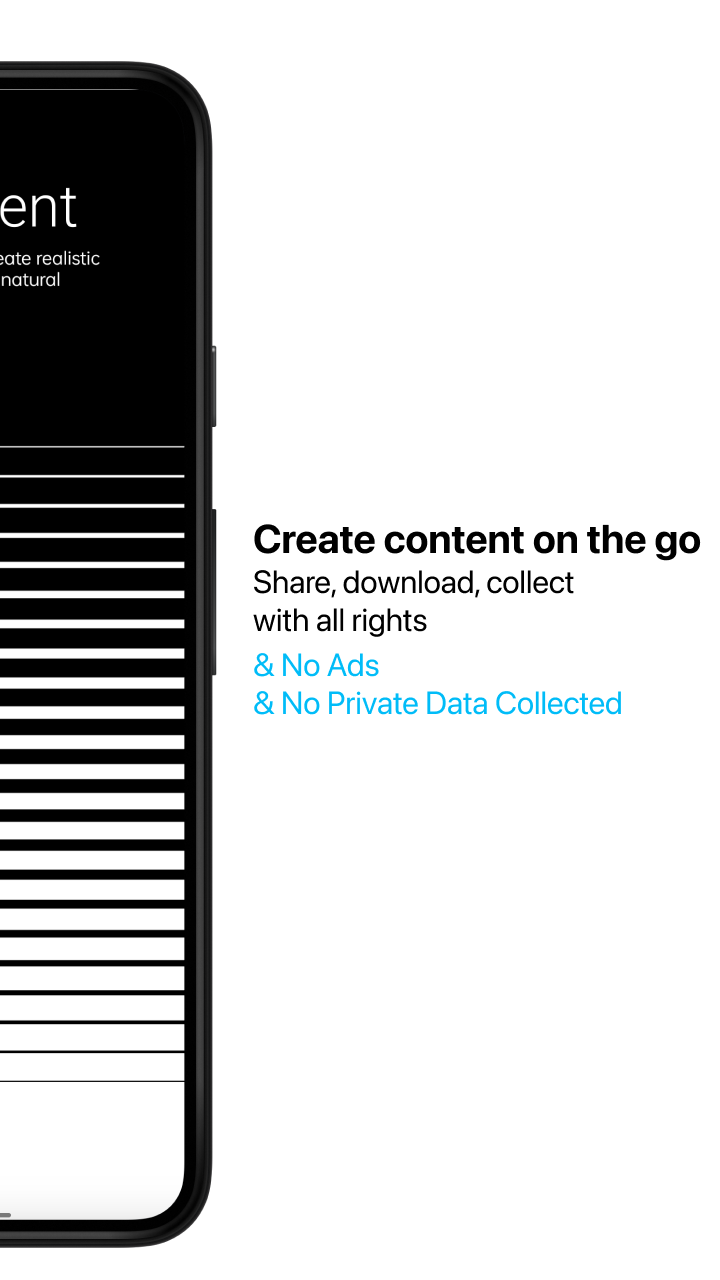 ent
eate realistic
natural
Create content on the go
Share, download, collect
with all rights
& No Ads
& No Private Data Collected